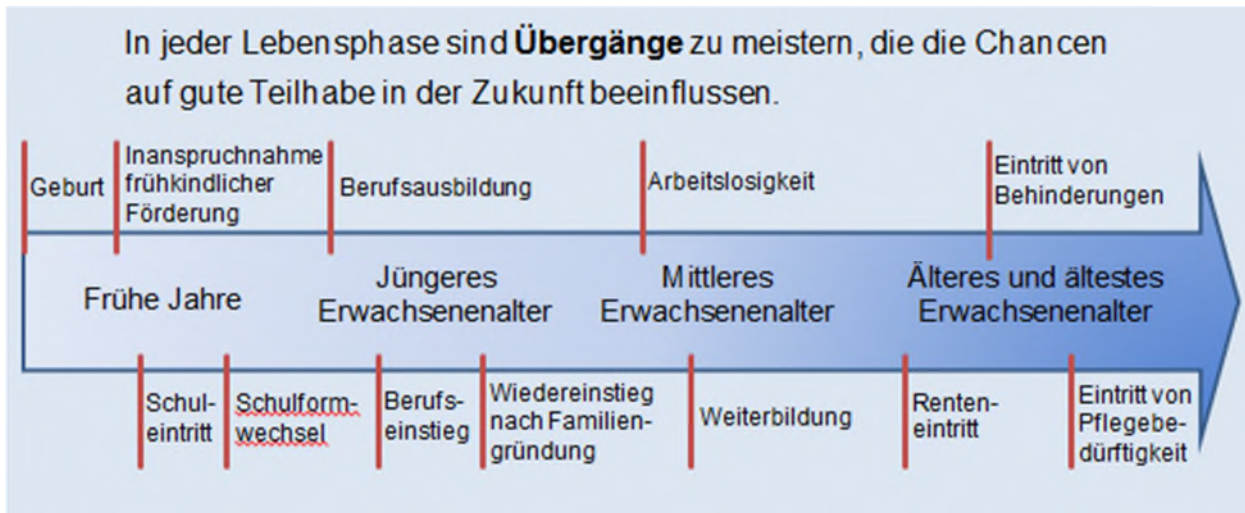 In jeder Lebensphase sind Übergänge zu meistern, die die Chancen
auf gute Teilhabe in der Zukunft beeinflussen.
Geburt
Inanspruchnahme
frühkindlicher
Förderung
Berufsausbildung
Arbeitslosigkeit
Eintritt von
Behinderungen
Frühe Jahre
Jüngeres
Erwachsenenalter
Mittleres
Erwachsenenalter
Älteres und ältestes
Erwachsenenalter
Schul-
eintritt
Schulform-
wechsel
Berufs-
einstieg
Wiedereinstieg
nach Familien-
gründung
Weiterbildung
Renten-
eintritt
Eintritt von
Pflegebe-
dürftigkeit